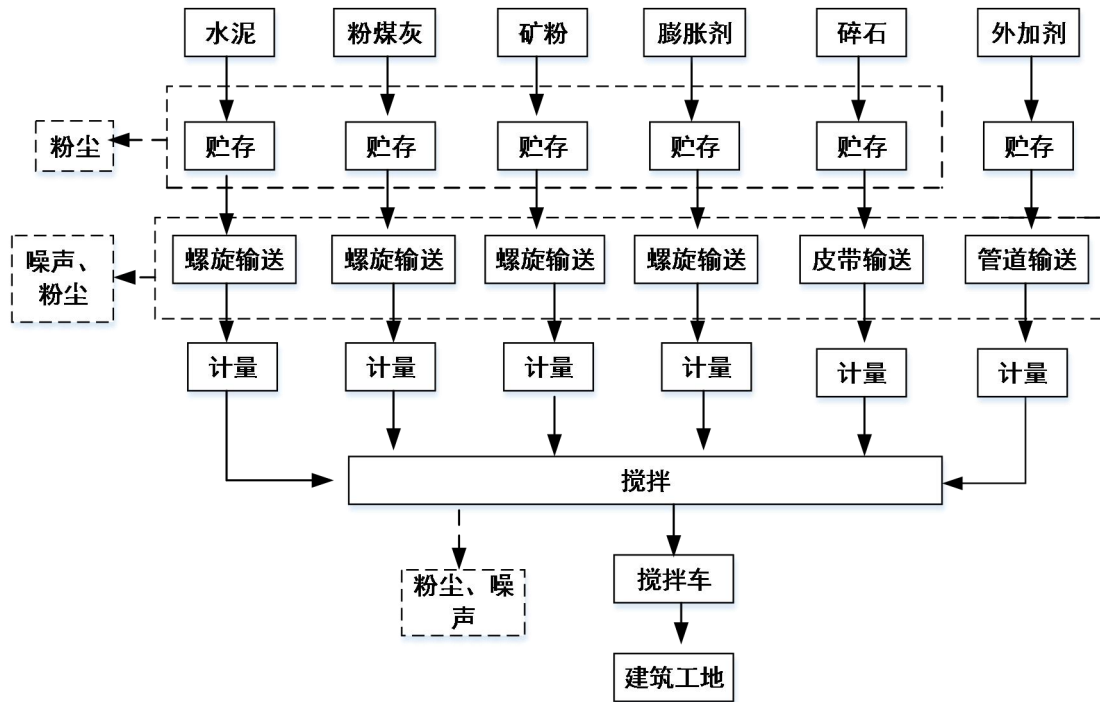 水泥
粉煤灰
矿粉
膨胀剂
碎石
外加剂
粉尘
贮存
贮存
贮存
贮存
贮存
贮存
噪声、
粉尘
螺旋输送
螺旋输送
螺旋输送
螺旋输送
皮带输送
管道输送
计量
计量
计量
计量
计量
计量
搅拌
粉尘、噪
声
搅拌车
建筑工地